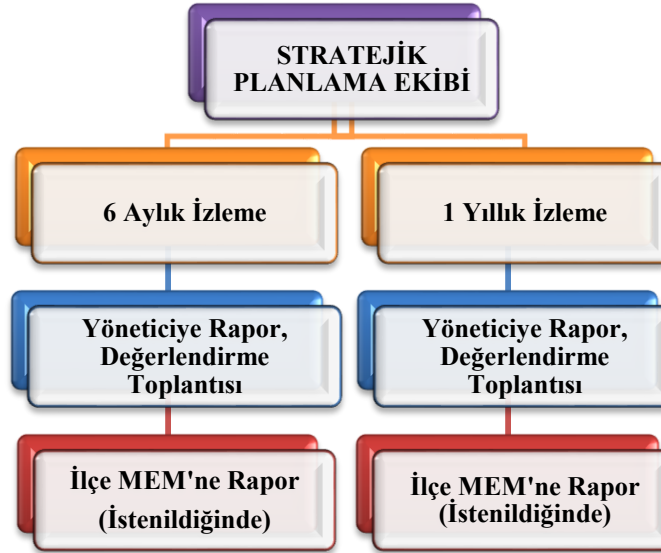 STRATEJİK
PLANLAMA EKİBİ
6 Aylık İzleme
1 Yıllık İzleme
Yöneticiye Rapor,
Değerlendirme
Toplantısı
Yöneticiye Rapor,
Değerlendirme
Toplantısı
İlçe MEM'ne Rapor
(İstenildiğinde)
İlçe MEM'ne Rapor
(İstenildiğinde)